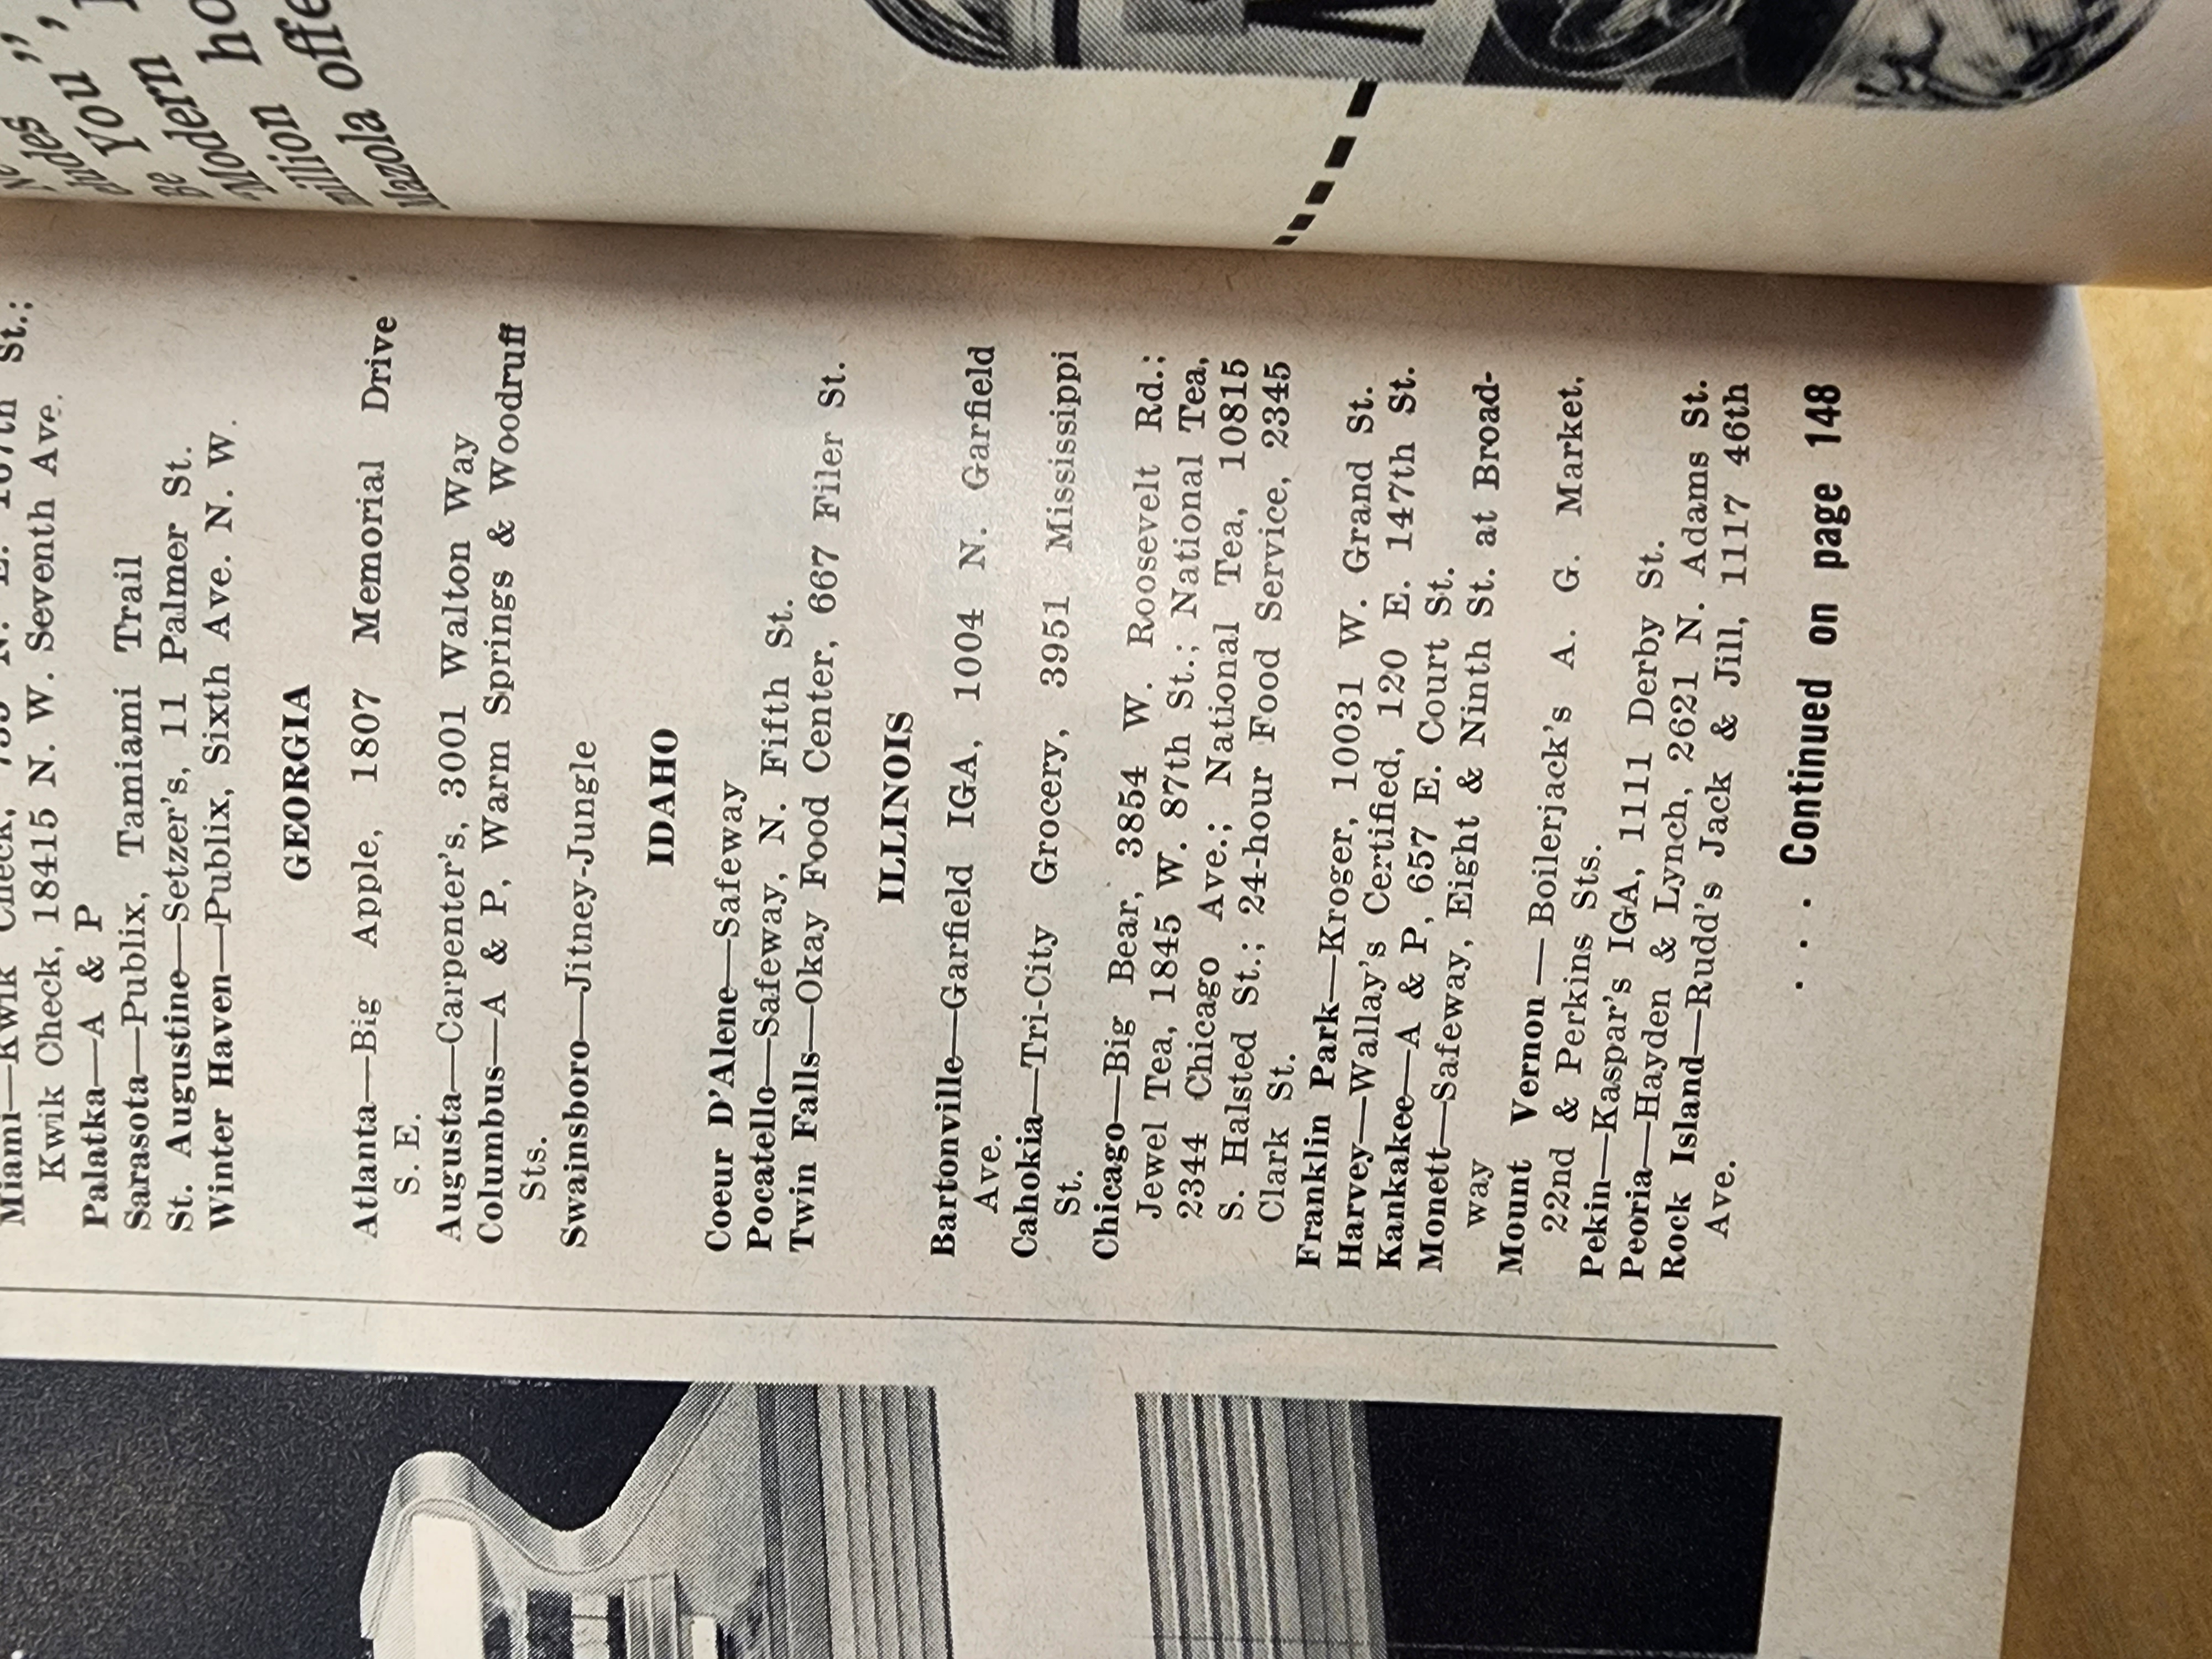 Kwik Check, 18415 N. W. Seventh Ave.
Palatka—A & P
Sarasota—Publix, Tamiami Trail
St. Augustine—Setzer's, 11 Palmer St.
Winter Haven—Publix, Sixth Ave. N. W.
GEORGIA
Atlanta—Big Apple, 1807 Memorial Drive
S. E.
Augusta—Carpenter's, 3001 Walton Way
Columbus—A & P, Warm Springs & Woodruff
Sts.
Swainsboro—Jitney-Jungle
IDAHO
Coeur D'Alene—Safeway
Pocatello—Safeway, N. Fifth St.
Twin Falls—Okay Food Center, 667 Filer St.
ILLINOIS
Bartonville—Garfield IGA, 1004 N. Garfield
Ave.
Cahokia—Tri-City Grocery, 3951 Mississippi
St.
Chicago—Big Bear, 3854 W. Roosevelt Rd.;
Jewel Tea, 1845 W. 87th St.; National Tea,
2344 Chicago Ave.; National Tea, 10815
S. Halsted St.; 24-hour Food Service, 2345
Clark St.
Franklin Park—Kroger, 10031 W. Grand St.
Harvey—Wallay's Certified, 120 E. 147th St.
Kankakee—A & P, 657 E. Court St.
Monett—Safeway, Eight & Ninth St. at Broad-
way
Mount Vernon—Boilerjack's A. G. Market,
22nd & Perkins Sts.
Pekin—Kaspar's IGA, 1111 Derby St.
Peoria—Hayden & Lynch, 2621 N. Adams St.
Rock Island—Rudd's Jack & Jill, 1117 46th
Ave.
. . . Continued on page 148
You
Modern
Mazola